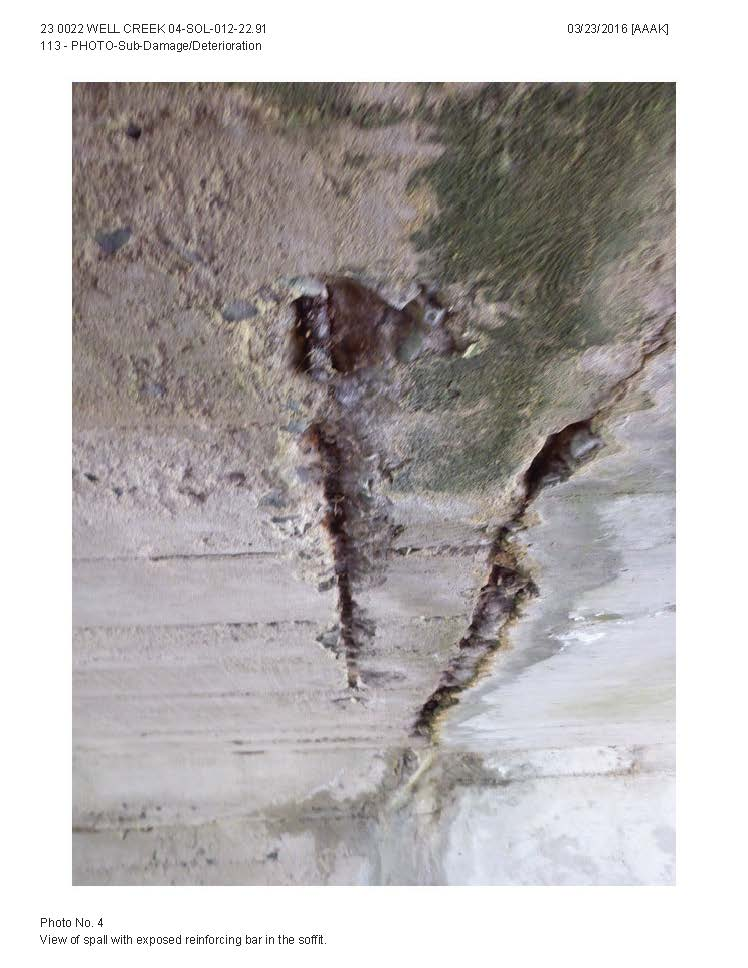 23 0022 WELL CREEK 04-SOL-012-22.91
03/23/2016 [AAAK]
113 - PHOTO-Sub-Damage/Deterioration
Photo No. 4
View of spall with exposed reinforcing bar in the soffit.